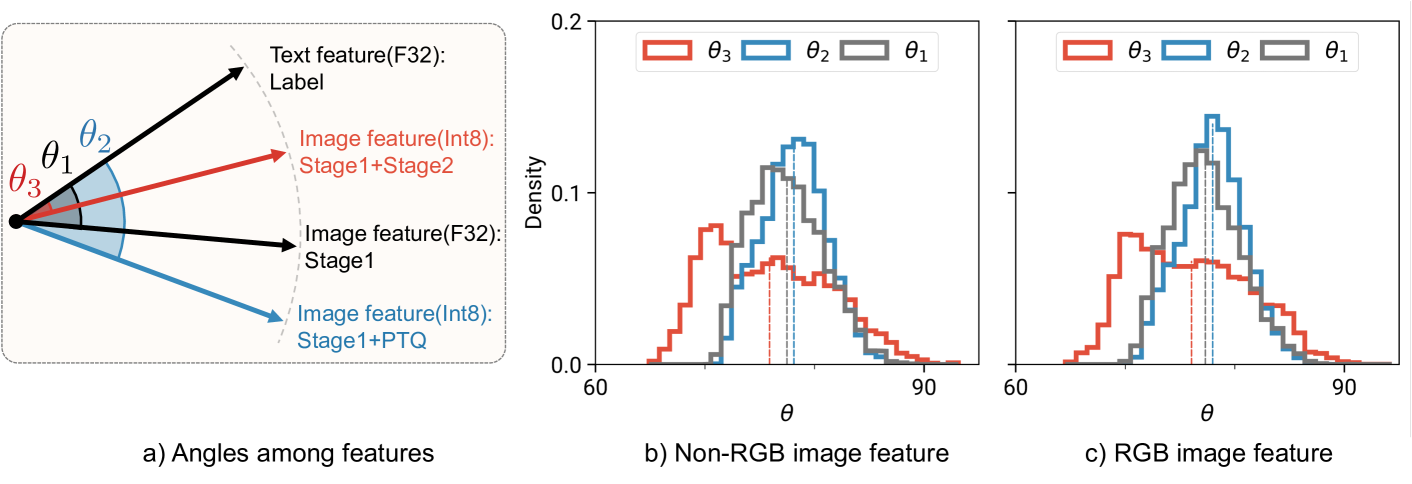 Text feature(F32):
Label
Image feature(Int8):
Stage1+Stage2
Image feature(F32):
Stage1
Image feature(Int8):
Stage1+PTQ
θ₃
θ₁
θ₂
a) Angles among features
θ₃ θ₂ θ₁
0.2
0.1
0.0
Density
60 90
θ
b) Non-RGB image feature
θ₃ θ₂ θ₁
60 90
θ
c) RGB image feature